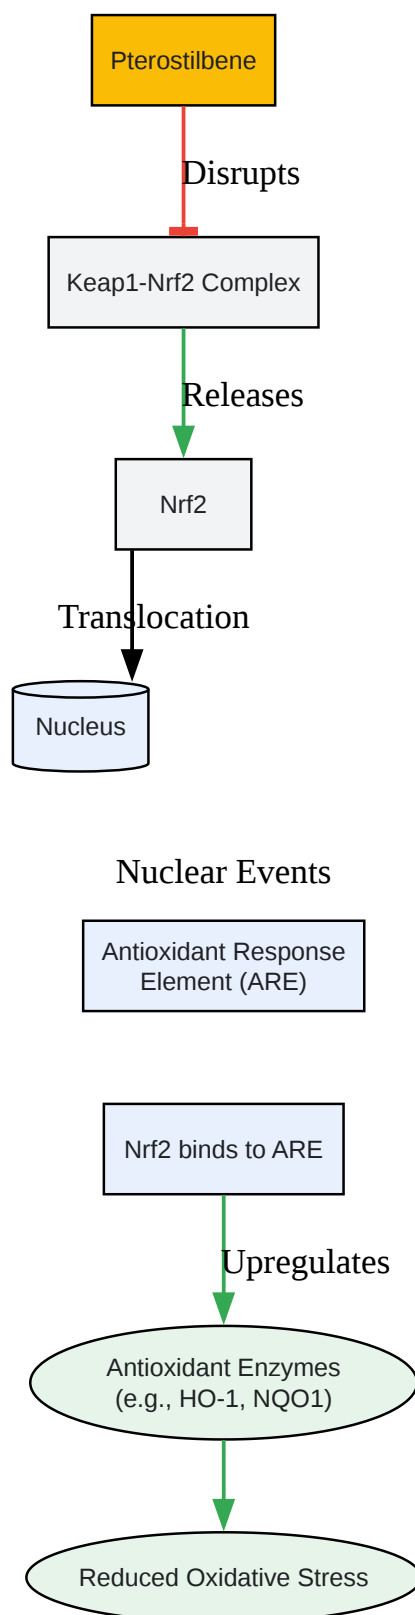 Pterostilbene
Disrupts
Keap1-Nrf2 Complex
Releases
Nrf2
Translocation
Nucleus
Nuclear Events
Antioxidant Response
Element (ARE)
Nrf2 binds to ARE
Upregulates
Antioxidant Enzymes
(e.g., HO-1, NQO1)
Reduced Oxidative Stress